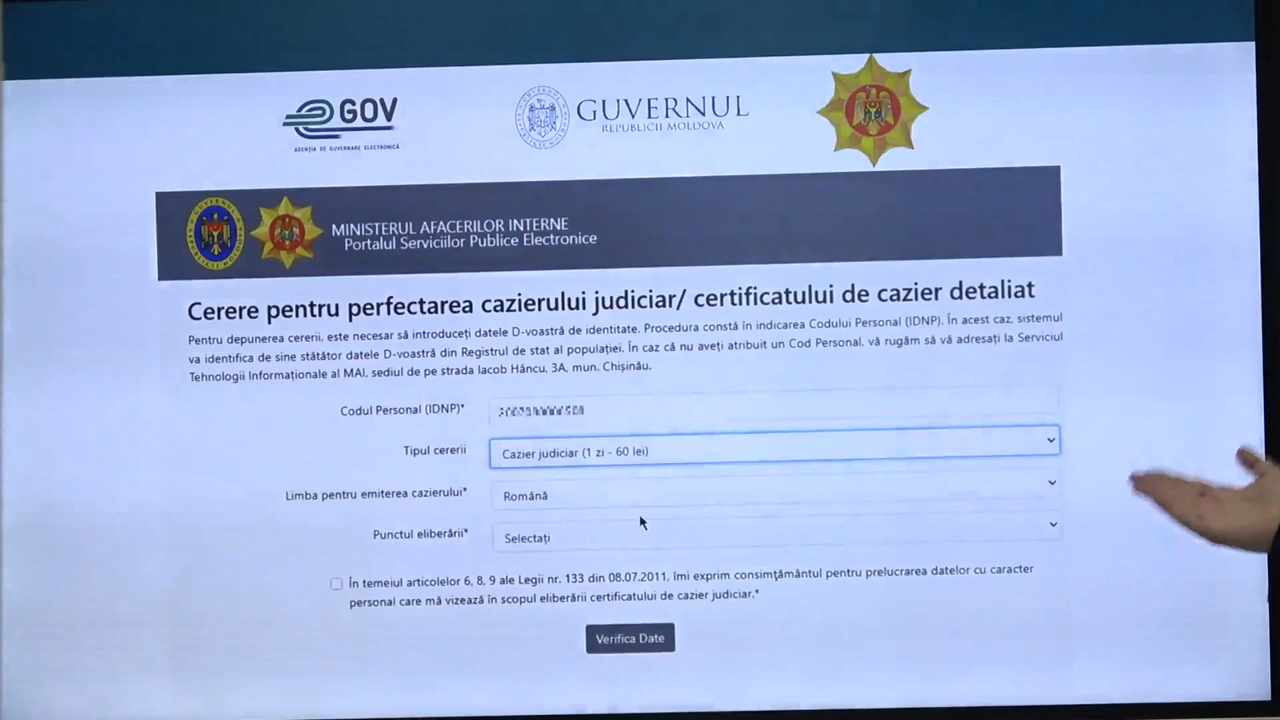 eGOV
AGENȚIA DE GUVERNARE ELECTRONICĂ
GUVERNUL
REPUBLICII MOLDOVA
MINISTERUL AFACERILOR INTERNE
Portalul Serviciilor Publice Electronice
Cerere pentru perfectarea cazierului judiciar/ certificatului de cazier detaliat
Pentru depunerea cererii, este necesar să introduceți datele D-voastră de identitate. Procedura constă în indicarea Codului Personal (IDNP). În acest caz, sistemul
va identifica de sine stătător datele D-voastră din Registrul de stat al populației. În caz că nu aveți atribuit un Cod Personal, vă rugăm să vă adresați la Serviciul
Tehnologii Informaționale al MAI, sediul de pe strada Iacob Hâncu, 3A, mun. Chișinău.
Codul Personal (IDNP)*
Tipul cererii
Cazier judiciar (1 zi - 60 lei)
Limba pentru emiterea cazierului*
Română
Punctul eliberării*
Selectați
În temeiul articolelor 6, 8, 9 ale Legii nr. 133 din 08.07.2011, îmi exprim consimțământul pentru prelucrarea datelor cu caracter
personal care mă vizează în scopul eliberării certificatului de cazier judiciar.*
Verifica Date